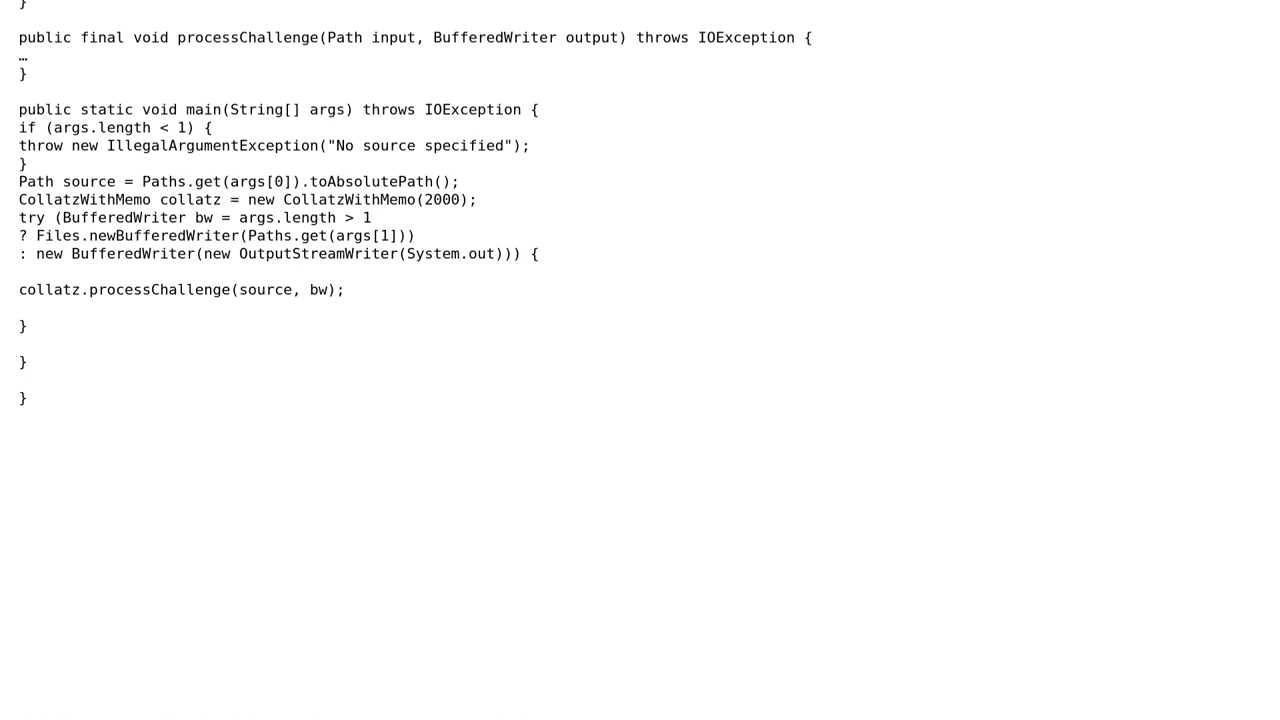 }
public final void processChallenge(Path input, BufferedWriter output) throws IOException {
…
}
public static void main(String[] args) throws IOException {
if (args.length < 1) {
throw new IllegalArgumentException("No source specified");
}
Path source = Paths.get(args[0]).toAbsolutePath();
CollatzWithMemo collatz = new CollatzWithMemo(2000);
try (BufferedWriter bw = args.length > 1
? Files.newBufferedWriter(Paths.get(args[1]))
: new BufferedWriter(new OutputStreamWriter(System.out))) {
collatz.processChallenge(source, bw);
}
}
}